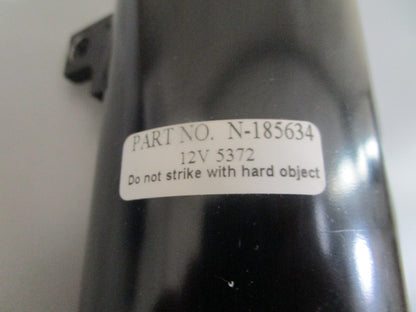 PART NO. N-185634
12V 5372
Do not strike with hard object